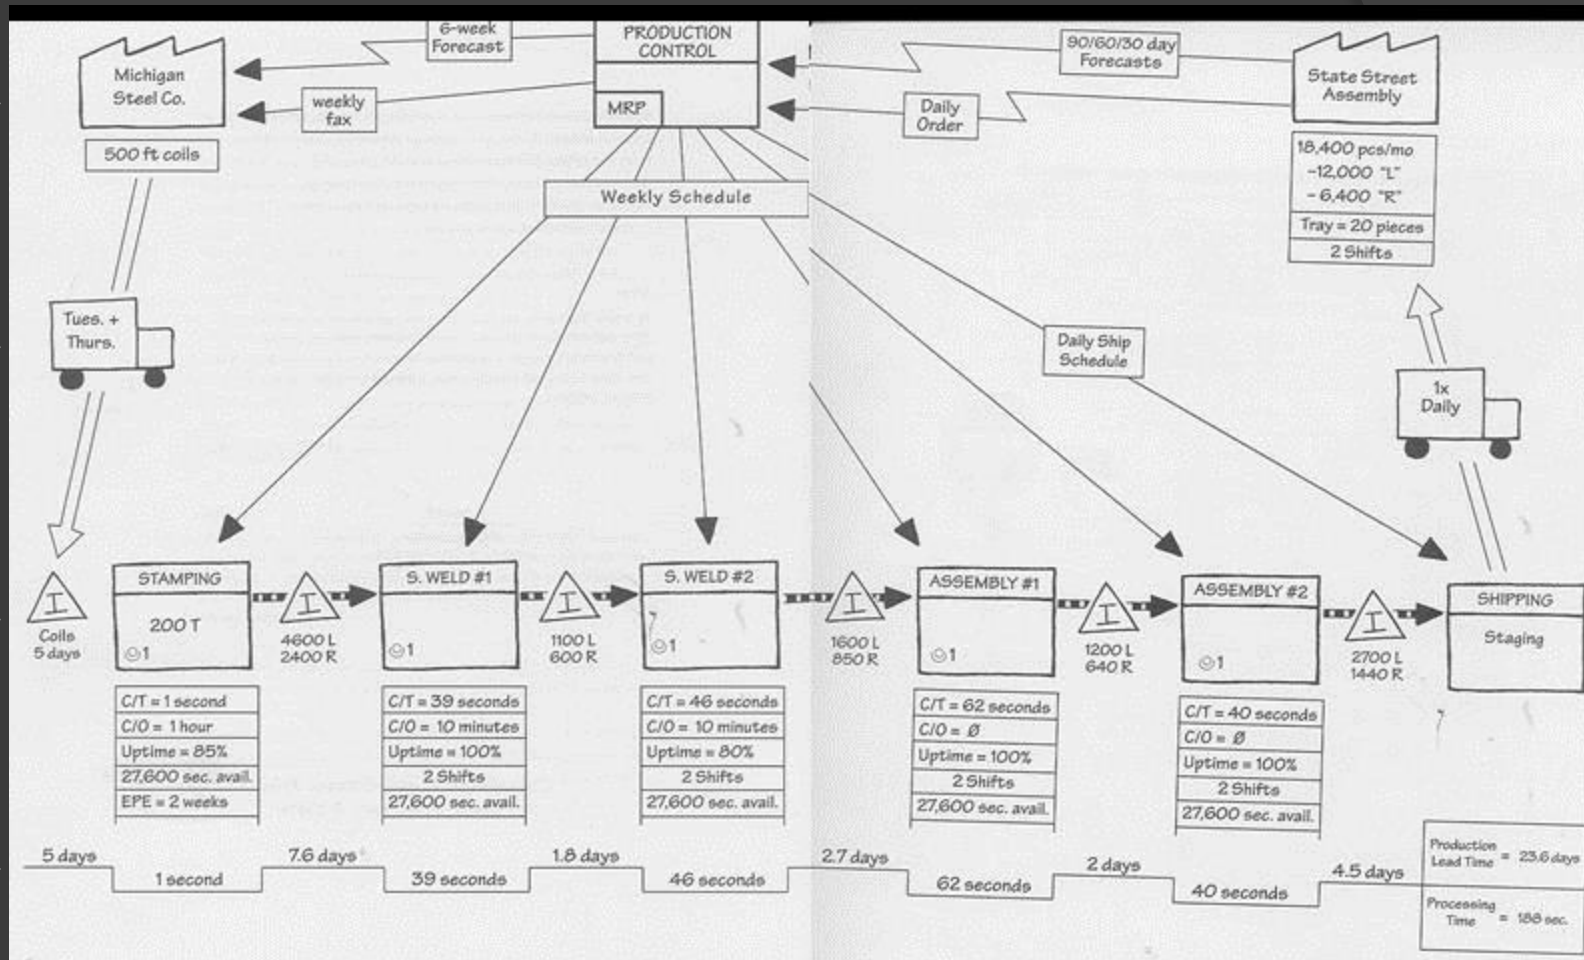 6-week
Forecast
PRODUCTION
CONTROL
MRP
90/60/30 day
Forecasts
Michigan
Steel Co.
weekly
fax
Daily
Order
State Street
Assembly
500 ft coils
18,400 pcs/mo
-12,000 "L"
- 6,400 "R"
Tray = 20 pieces
2 Shifts
Weekly Schedule
Tues. +
Thurs.
Daily Ship
Schedule
1x
Daily
I
Coils
5 days
STAMPING
200 T
1
I
4600 L
2400 R
S. WELD #1
1
I
1100 L
600 R
S. WELD #2
1
I
1600 L
850 R
ASSEMBLY #1
1
I
1200 L
640 R
ASSEMBLY #2
1
I
2700 L
1440 R
SHIPPING
Staging
C/T = 1 second
C/O = 1 hour
Uptime = 85%
27,600 sec. avail.
EPE = 2 weeks
C/T = 39 seconds
C/O = 10 minutes
Uptime = 100%
2 Shifts
27,600 sec. avail.
C/T = 46 seconds
C/O = 10 minutes
Uptime = 80%
2 Shifts
27,600 sec. avail.
C/T = 62 seconds
C/O = Ø
Uptime = 100%
2 Shifts
27,600 sec. avail.
C/T = 40 seconds
C/O = Ø
Uptime = 100%
2 Shifts
27,600 sec. avail.
5 days
1 second
7.6 days
39 seconds
1.8 days
46 seconds
2.7 days
62 seconds
2 days
40 seconds
4.5 days
Production
Lead Time = 23.6 days
Processing
Time = 188 sec.